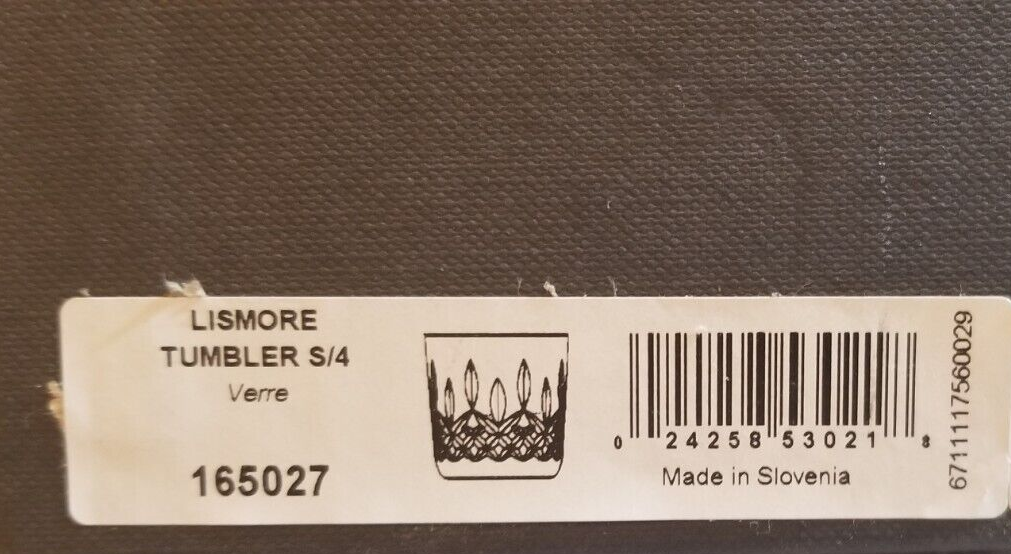 LISMORE
TUMBLER S/4
Verre
165027
0 24258 53021 8
Made in Slovenia
6711117560029